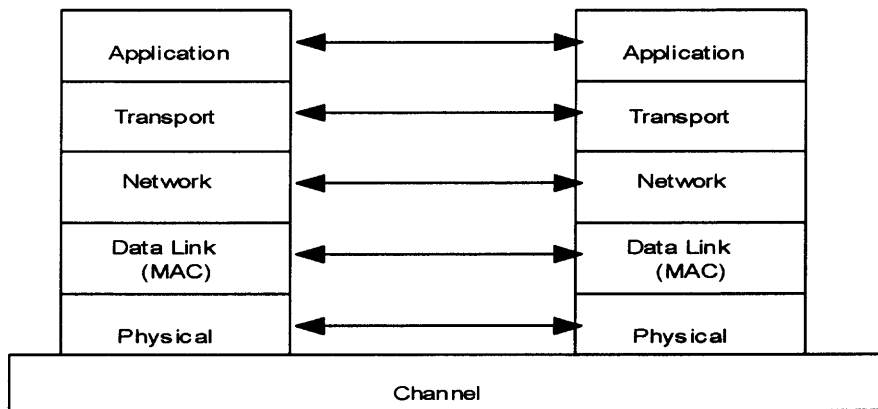 Application
Transport
Network
Data Link
(MAC)
Physical
Application
Transport
Network
Data Link
(MAC)
Physical
Channel